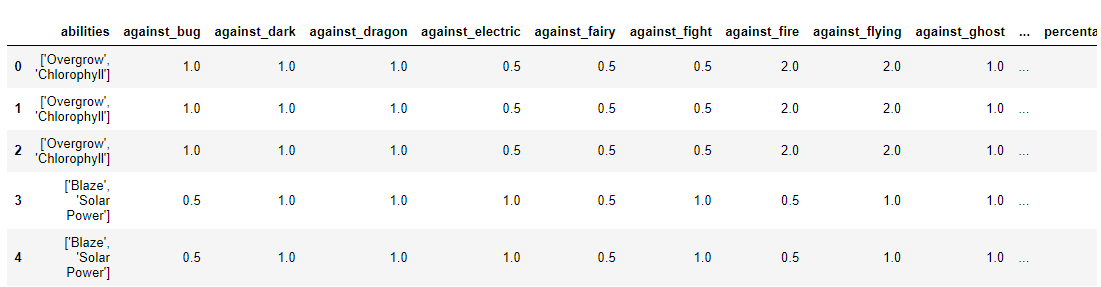 abilities against_bug against_dark against_dragon against_electric against_fairy against_fight against_fire against_flying against_ghost ... percenta
0 ['Overgrow', 'Chlorophyll'] 1.0 1.0 1.0 0.5 0.5 0.5 2.0 2.0 1.0 ...
1 ['Overgrow', 'Chlorophyll'] 1.0 1.0 1.0 0.5 0.5 0.5 2.0 2.0 1.0 ...
2 ['Overgrow', 'Chlorophyll'] 1.0 1.0 1.0 0.5 0.5 0.5 2.0 2.0 1.0 ...
3 ['Blaze', 'Solar Power'] 0.5 1.0 1.0 1.0 0.5 1.0 0.5 1.0 1.0 ...
4 ['Blaze', 'Solar Power'] 0.5 1.0 1.0 1.0 0.5 1.0 0.5 1.0 1.0 ...